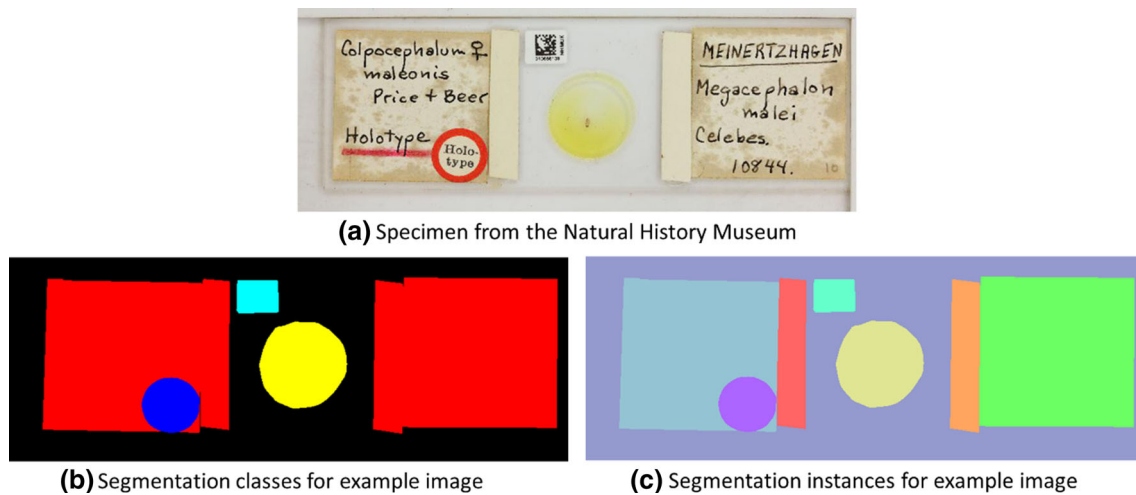 Colpocephalum ♀
maleonis
Price + Beer
Holotype
Holo-
type
MEINERTZHAGEN
Megacephalon
malei
Celebes.
10844.
10
(a) Specimen from the Natural History Museum
(b) Segmentation classes for example image
(c) Segmentation instances for example image